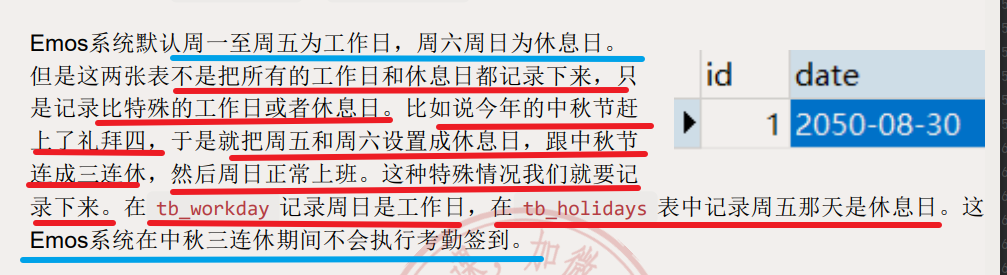 Emos系统默认周一至周五为工作日，周六周日为休息日。
但是这两张表不是把所有的工作日和休息日都记录下来，只
是记录比特殊的工作日或者休息日。比如说今年的中秋节赶
上了礼拜四，于是就把周五和周六设置成休息日，跟中秋节
连成三连休，然后周日正常上班。这种特殊情况我们就要记
录下来。在 tb_workday 记录周日是工作日，在 tb_holidays 表中记录周五那天是休息日。这
Emos系统在中秋三连休期间不会执行考勤签到。
id date
1 2050-08-30
加微